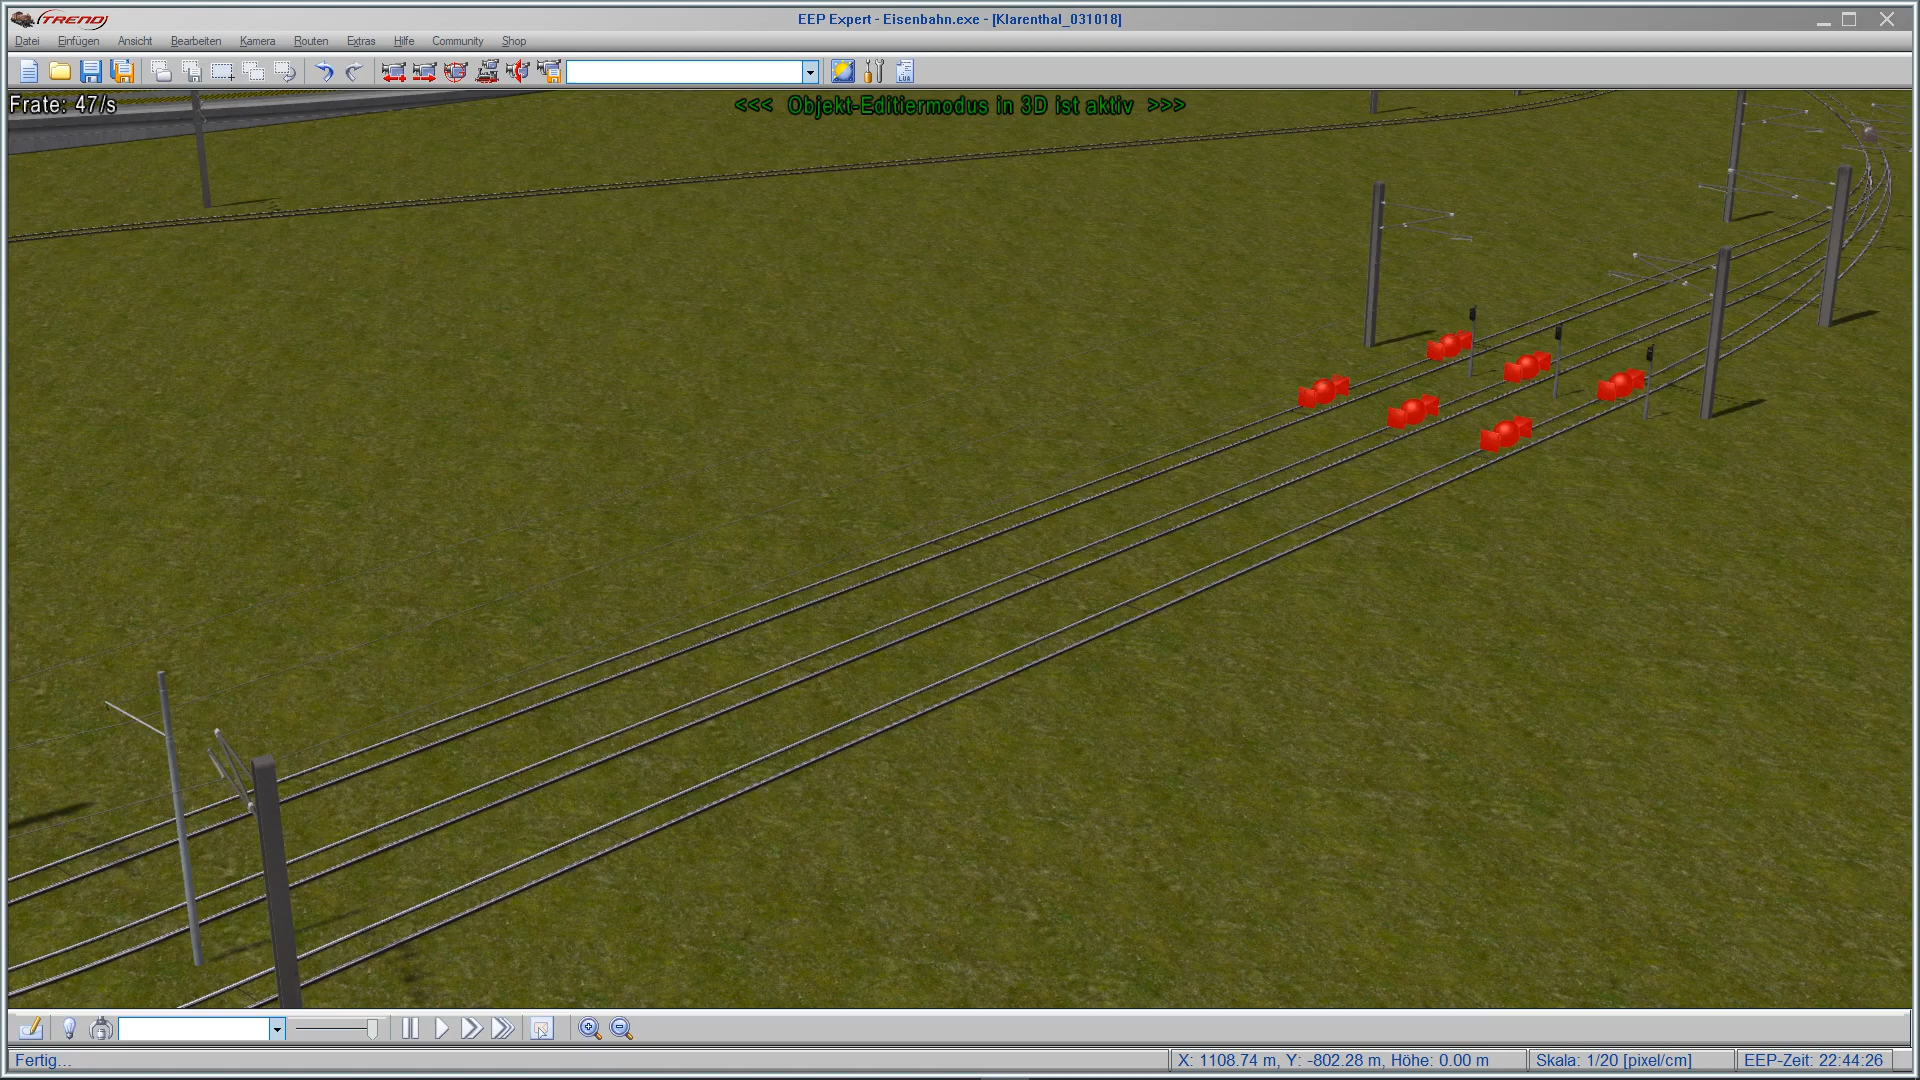 TREND
EEP Expert - Eisenbahn.exe - [Klarenthal_031018]
Datei Einfügen Ansicht Bearbeiten Kamera Routen Extras Hilfe Community Shop
LUA
Frate: 47/s
<<< Objekt-Editiermodus in 3D ist aktiv >>>
Fertig...
X: 1108.74 m, Y: -802.28 m, Höhe: 0.00 m
Skala: 1/20 [pixel/cm]
EEP-Zeit: 22:44:26